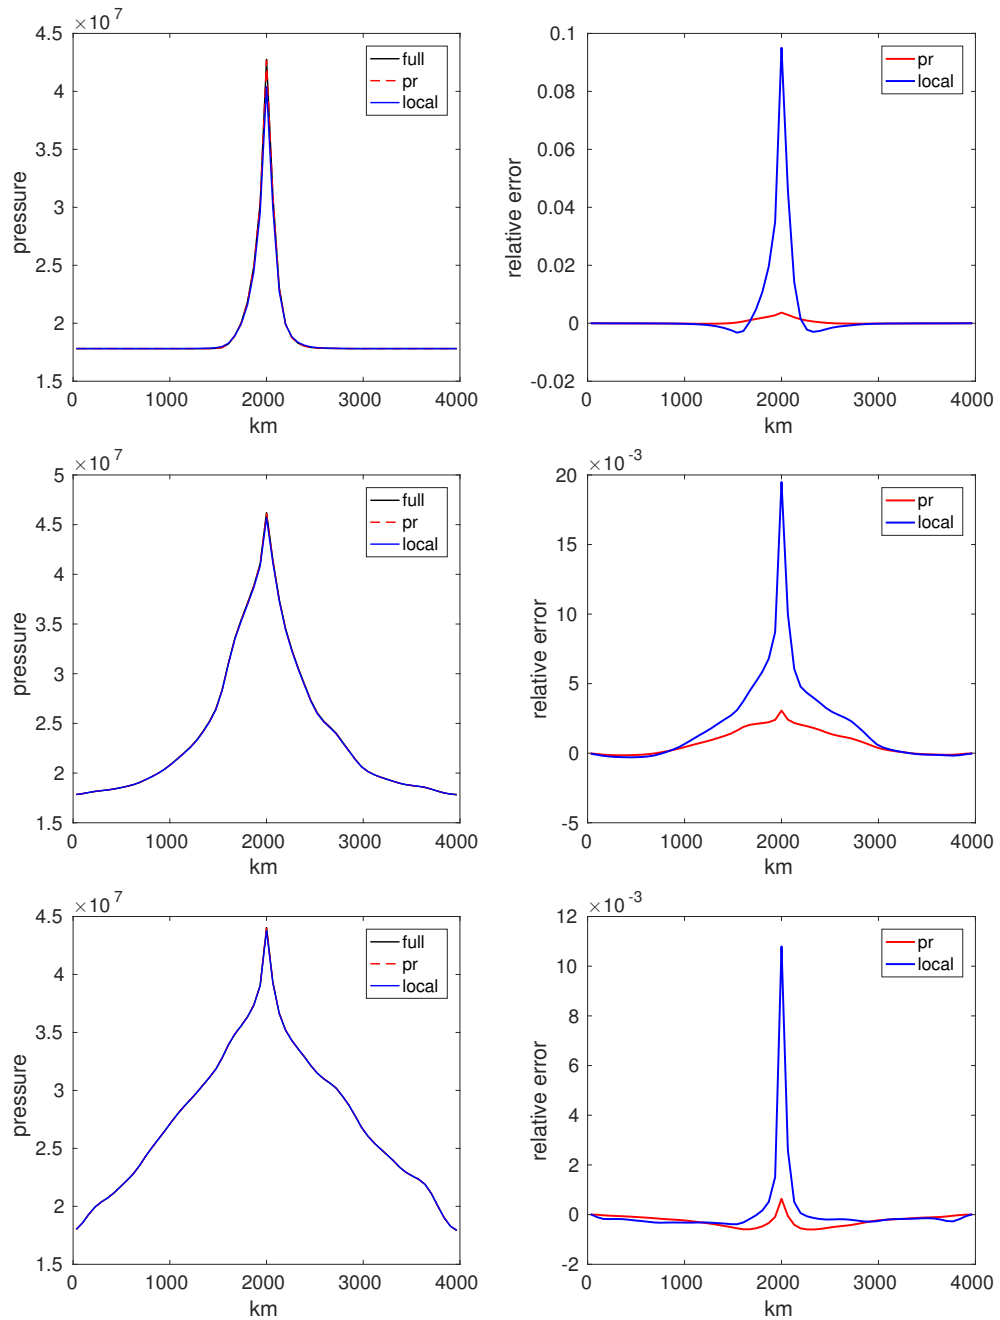 ×10^7
4.5
4
3.5
3
2.5
2
1.5
pressure
0 1000 2000 3000 4000
km
full
pr
local
0.1
0.08
0.06
0.04
0.02
0
-0.02
relative error
0 1000 2000 3000 4000
km
pr
local
×10^7
5
4.5
4
3.5
3
2.5
2
1.5
pressure
0 1000 2000 3000 4000
km
full
pr
local
×10^-3
20
15
10
5
0
-5
relative error
0 1000 2000 3000 4000
km
pr
local
×10^7
4.5
4
3.5
3
2.5
2
1.5
pressure
0 1000 2000 3000 4000
km
full
pr
local
×10^-3
12
10
8
6
4
2
0
-2
relative error
0 1000 2000 3000 4000
km
pr
local